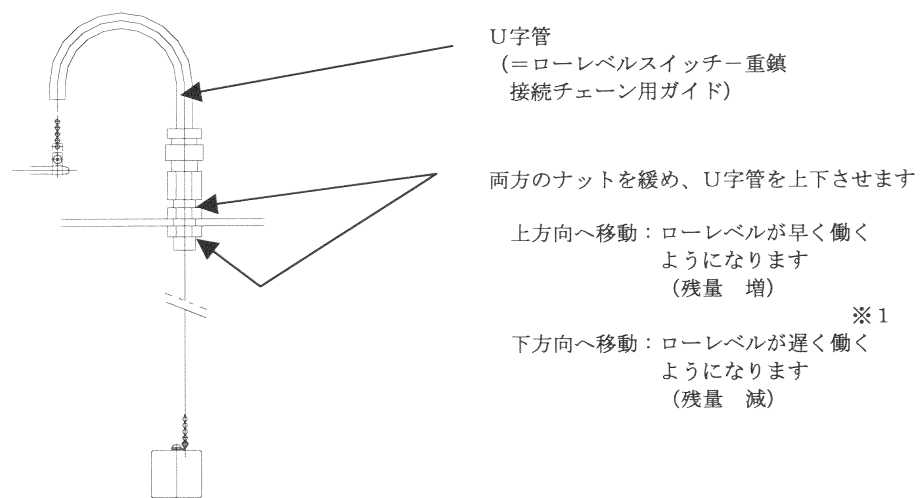 U字管
（＝ローレベルスイッチ－重鎮
接続チェーン用ガイド）
両方のナットを緩め、U字管を上下させます
上方向へ移動：ローレベルが早く働く
ようになります
（残量　増）
※１
下方向へ移動：ローレベルが遅く働く
ようになります
（残量　減）